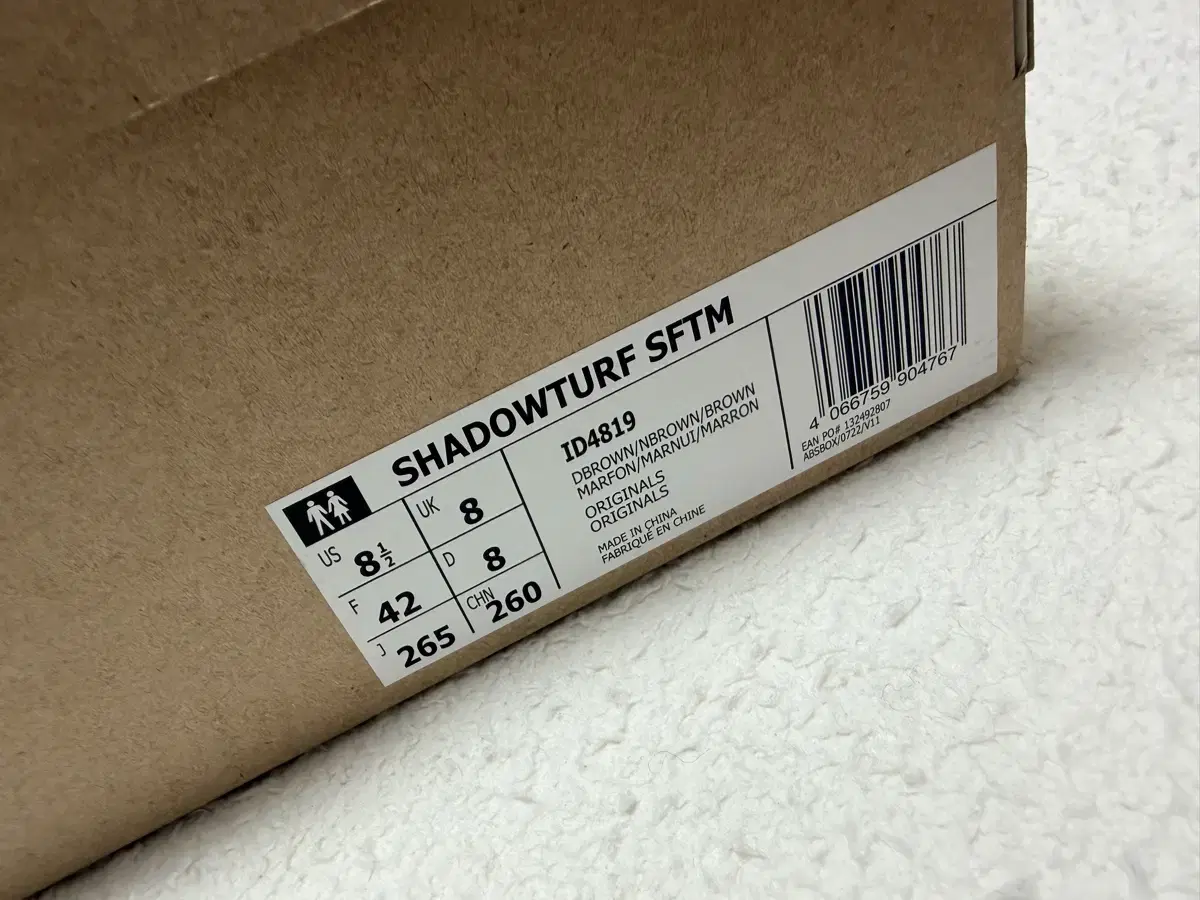 SHADOWTURF SFTM
US 8½
UK 8
F 42
D 8
J 265
CHN 260
ID4819
DBROWN/NBROWN/BROWN
MARFON/MARNUI/MARRON
ORIGINALS
ORIGINALS
MADE IN CHINA
FABRIQUÉ EN CHINE
4 066759 904767
EAN PO# 132492807
ABSBOX/0722/V11